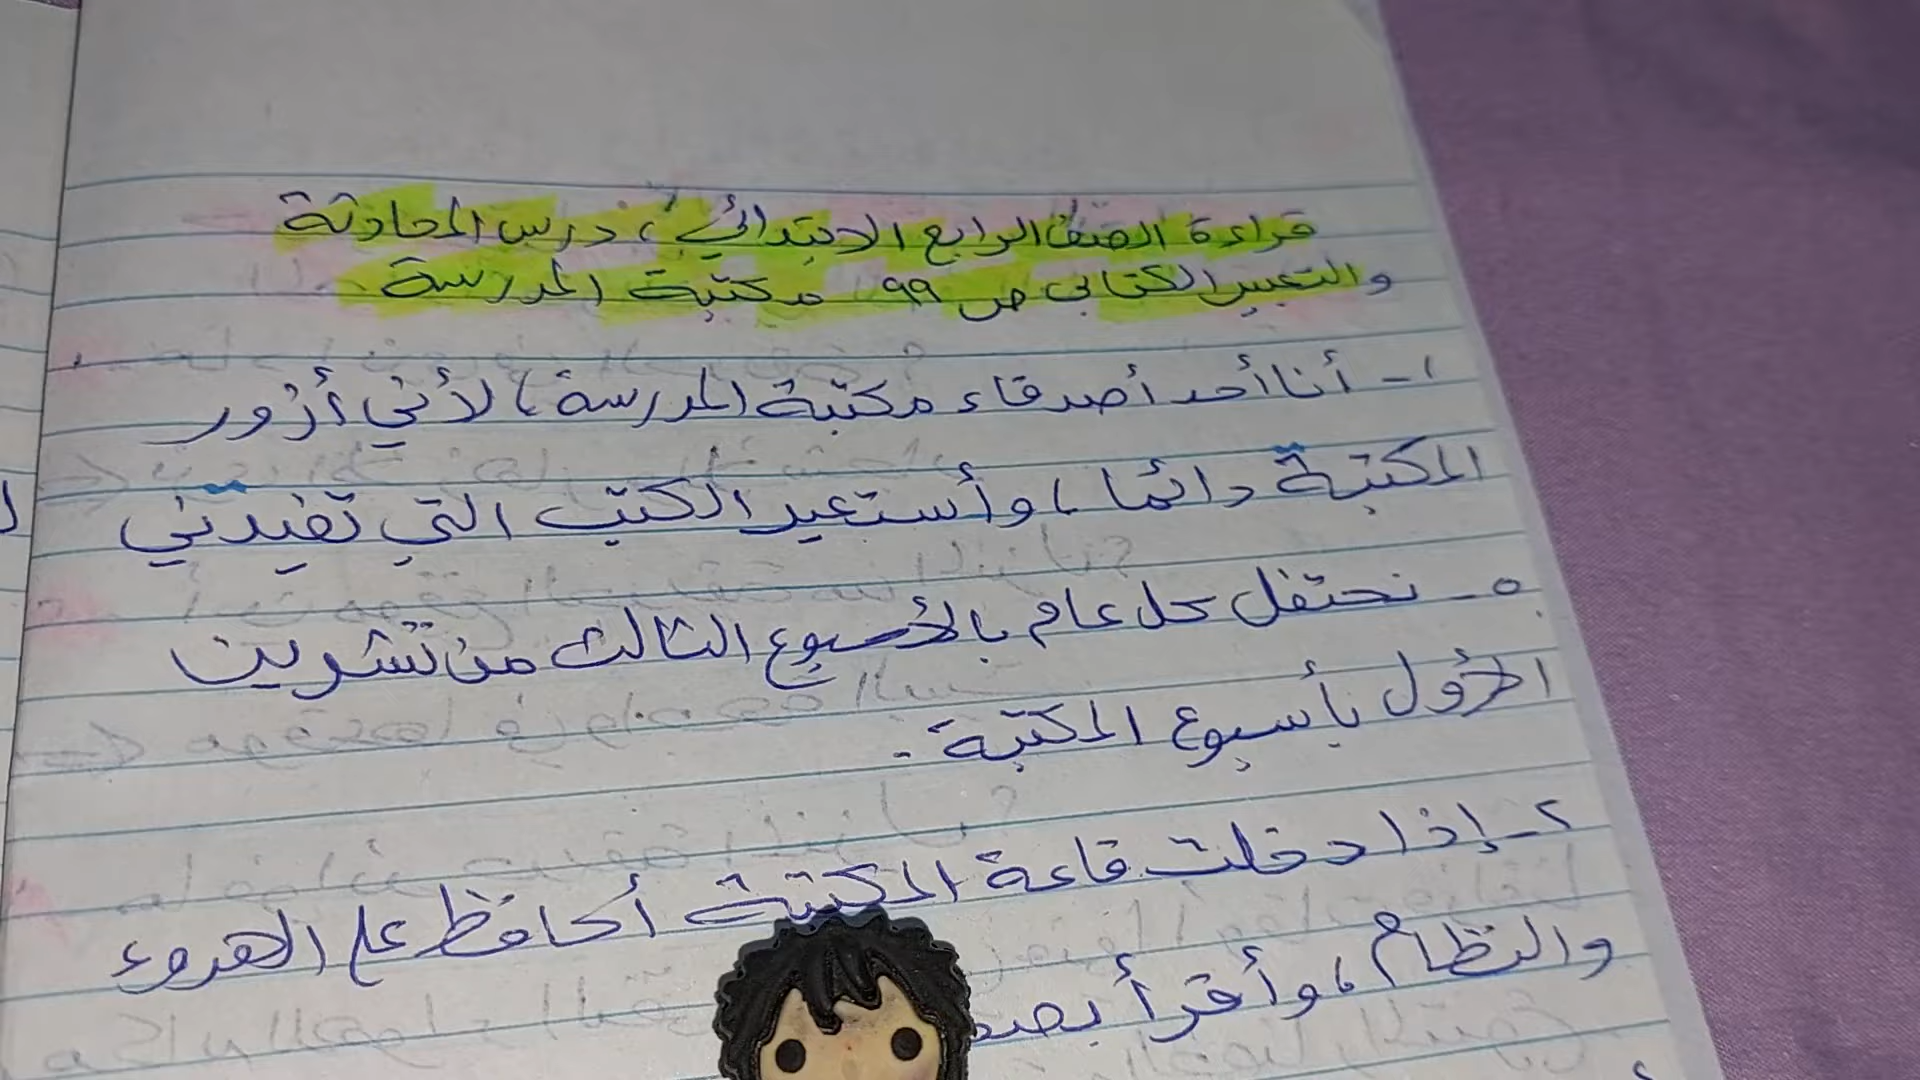 قراءة الصف الرابع الابتدائي ، درس المحادثة
والتعبير الكتابي ص ٩٩ مكتبة المدرسة
١- أنا أحد أصدقاء مكتبة المدرسة ، لأني أزور
المكتبة دائما ، وأستعير الكتب التي تفيدني
٥- نحتفل كل عام بالأسبوع الثالث من تشرين
الأول بأسبوع المكتبة .
٢- إذا دخلت قاعة المكتبة أحافظ على الهدوء
والنظام ، وأقرأ